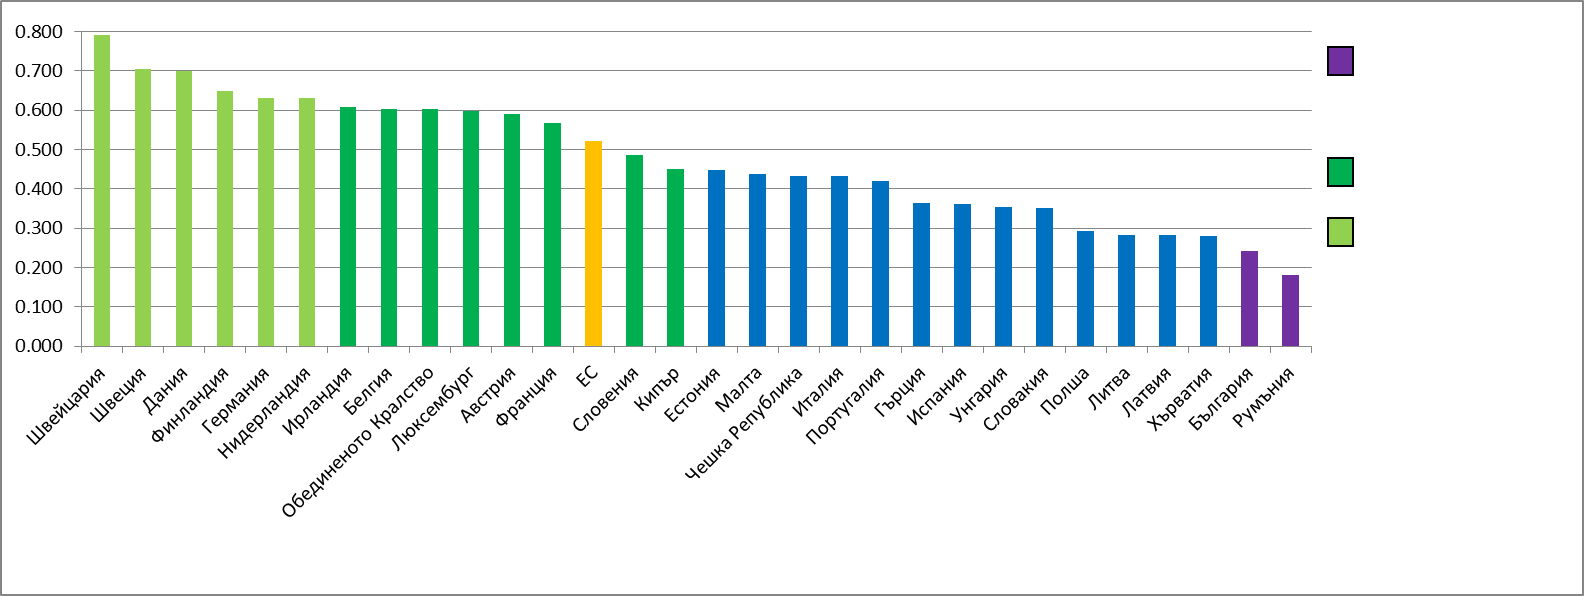 0.800
0.700
0.600
0.500
0.400
0.300
0.200
0.100
0.000
Швейцария
Швеция
Дания
Финландия
Германия
Нидерландия
Ирландия
Белгия
Обединеното Кралство
Люксембург
Австрия
Франция
ЕС
Словения
Кипър
Естония
Малта
Чешка Република
Италия
Португалия
Гърция
Испания
Унгария
Словакия
Полша
Литва
Латвия
Хърватия
България
Румъния